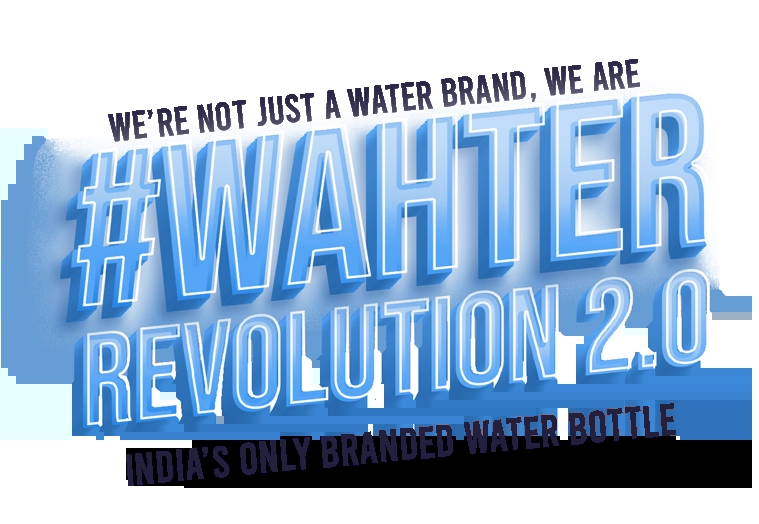 WE'RE NOT JUST A WATER BRAND, WE ARE
#WAHTER
REVOLUTION 2.0
INDIA'S ONLY BRANDED WATER BOTTLE